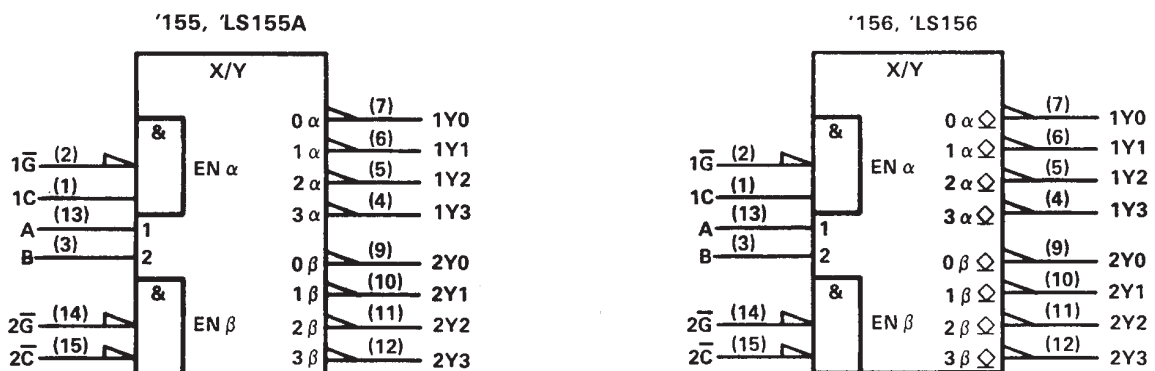 '155, 'LS155A
X/Y
&
1G̅ (2)
EN α
1C (1)
A (13) 1
B (3) 2
&
2G̅ (14)
EN β
2C̅ (15)
0 α (7) 1Y0
1 α (6) 1Y1
2 α (5) 1Y2
3 α (4) 1Y3
0 β (9) 2Y0
1 β (10) 2Y1
2 β (11) 2Y2
3 β (12) 2Y3
'156, 'LS156
X/Y
&
1G̅ (2)
EN α
1C (1)
A (13) 1
B (3) 2
&
2G̅ (14)
EN β
2C̅ (15)
0 α (7) 1Y0
1 α (6) 1Y1
2 α (5) 1Y2
3 α (4) 1Y3
0 β (9) 2Y0
1 β (10) 2Y1
2 β (11) 2Y2
3 β (12) 2Y3